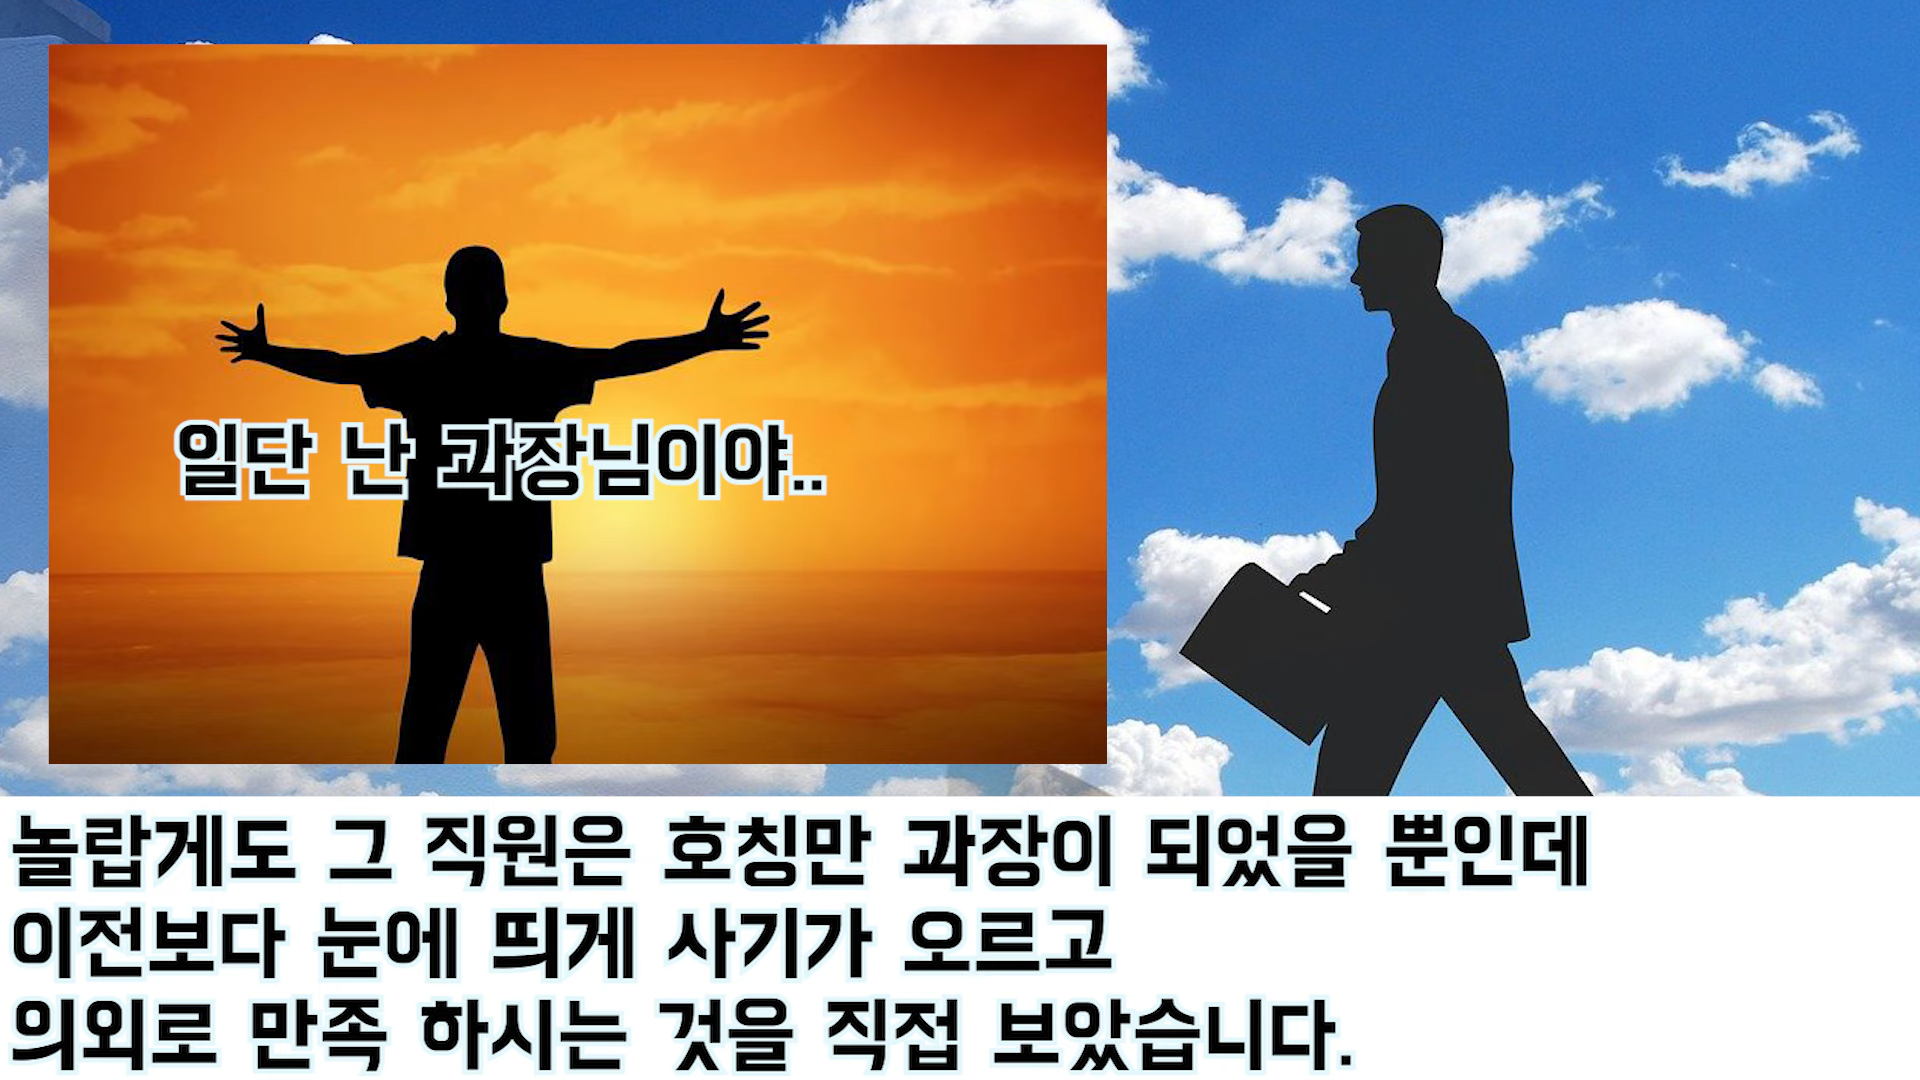 일단 난 과장님이야..
놀랍게도 그 직원은 호칭만 과장이 되었을 뿐인데
이전보다 눈에 띄게 사기가 오르고
의외로 만족 하시는 것을 직접 보았습니다.